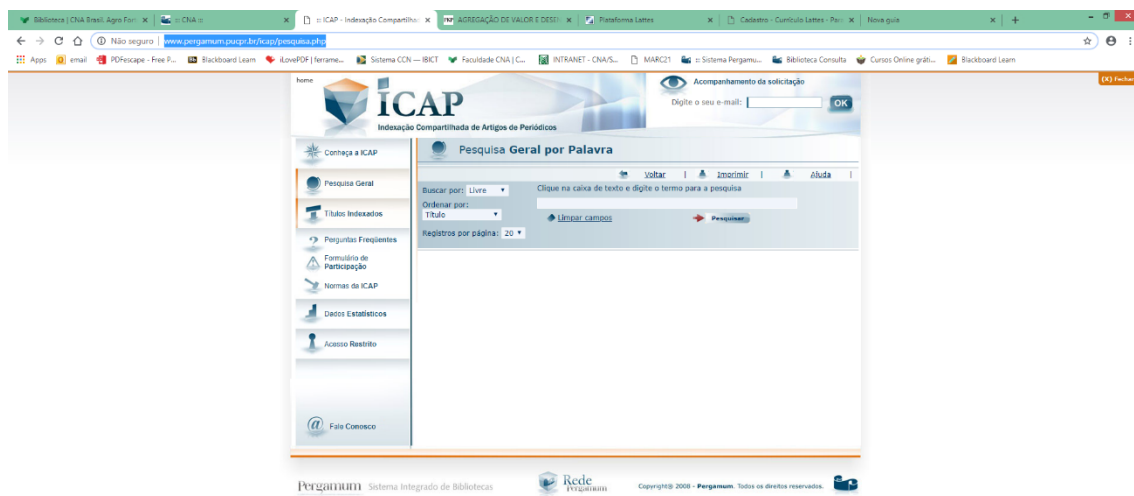 Biblioteca | CNA Brasil. Agro For
:: CNA ::
:: ICAP - Indexação Compartilha
AGREGAÇÃO DE VALOR E DESEN
Plataforma Lattes
Cadastro - Currículo Lattes - Pes
Nova guia
Não seguro | www.pergamum.pucpr.br/icap/pesquisa.php
Apps email PDFescape - Free P... Blackboard Learn iLovePDF | ferrame... Sistema CCN — IBICT Faculdade CNA | C... INTRANET - CNA/S... MARC21 :: Sistema Pergamu... Biblioteca Consulta Cursos Online gráti... Blackboard Learn
home
ICAP
Indexação Compartilhada de Artigos de Periódicos
Acompanhamento da solicitação
Digite o seu e-mail: OK
(X) Fechar
Conheça a ICAP
Pesquisa Geral
Títulos Indexados
Perguntas Freqüentes
Formulário de
Participação
Normas da ICAP
Dados Estatísticos
Acesso Restrito
Fale Conosco
Pesquisa Geral por Palavra
Voltar | Imprimir | Ajuda |
Buscar por: Livre
Clique na caixa de texto e digite o termo para a pesquisa
Ordenar por:
Título
Limpar campos
Pesquisar
Registros por página: 20
Pergamum Sistema Integrado de Bibliotecas
Rede
Pergamum
Copyright© 2008 - Pergamum. Todos os direitos reservados.